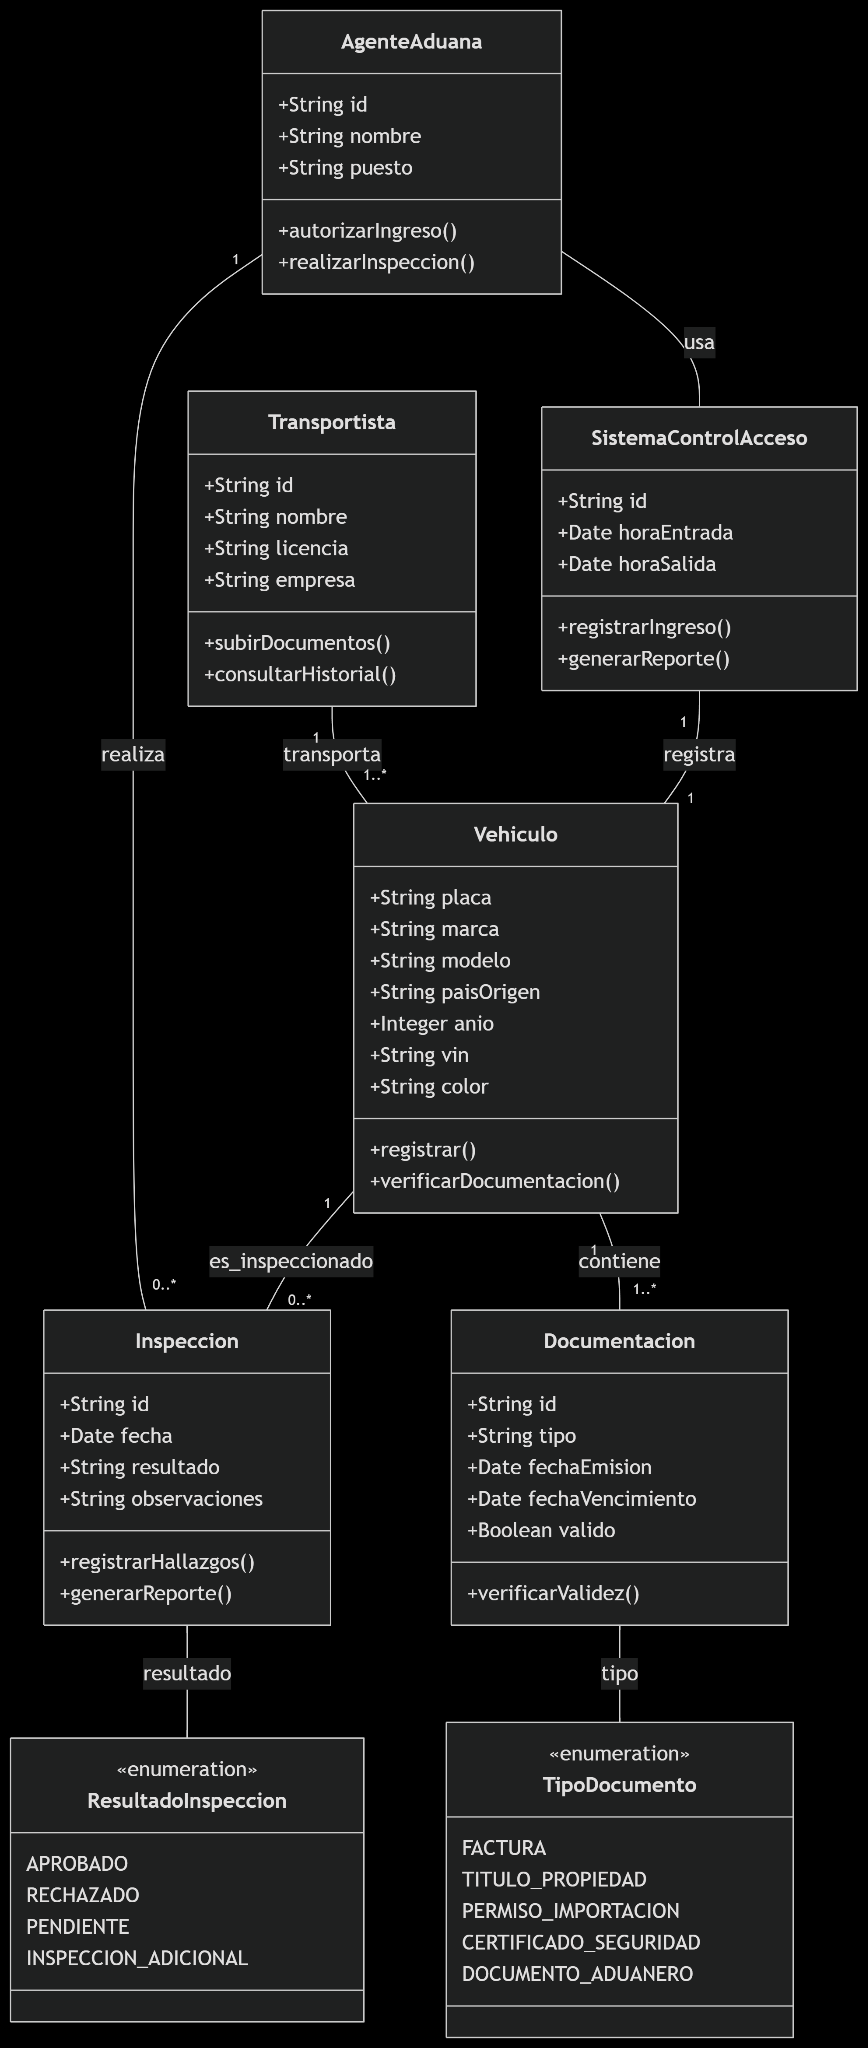 AgenteAduana
+String id
+String nombre
+String puesto
+autorizarIngreso()
+realizarInspeccion()
1
usa
Transportista
+String id
+String nombre
+String licencia
+String empresa
+subirDocumentos()
+consultarHistorial()
SistemaControlAcceso
+String id
+Date horaEntrada
+Date horaSalida
+registrarIngreso()
+generarReporte()
realiza
1
transporta
1..*
1
registra
1
Vehiculo
+String placa
+String marca
+String modelo
+String paisOrigen
+Integer anio
+String vin
+String color
+registrar()
+verificarDocumentacion()
1
es_inspeccionado
0..*
0..*
1
contiene
1..*
Inspeccion
+String id
+Date fecha
+String resultado
+String observaciones
+registrarHallazgos()
+generarReporte()
Documentacion
+String id
+String tipo
+Date fechaEmision
+Date fechaVencimiento
+Boolean valido
+verificarValidez()
resultado
tipo
«enumeration»
ResultadoInspeccion
APROBADO
RECHAZADO
PENDIENTE
INSPECCION_ADICIONAL
«enumeration»
TipoDocumento
FACTURA
TITULO_PROPIEDAD
PERMISO_IMPORTACION
CERTIFICADO_SEGURIDAD
DOCUMENTO_ADUANERO